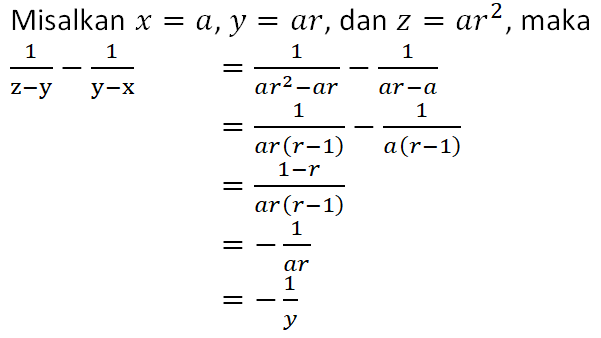 Misalkan x = a, y = ar, dan z = ar², maka
1/(z−y) − 1/(y−x) = 1/(ar²−ar) − 1/(ar−a)
= 1/(ar(r−1)) − 1/(a(r−1))
= (1−r)/(ar(r−1))
= −1/(ar)
= −1/y